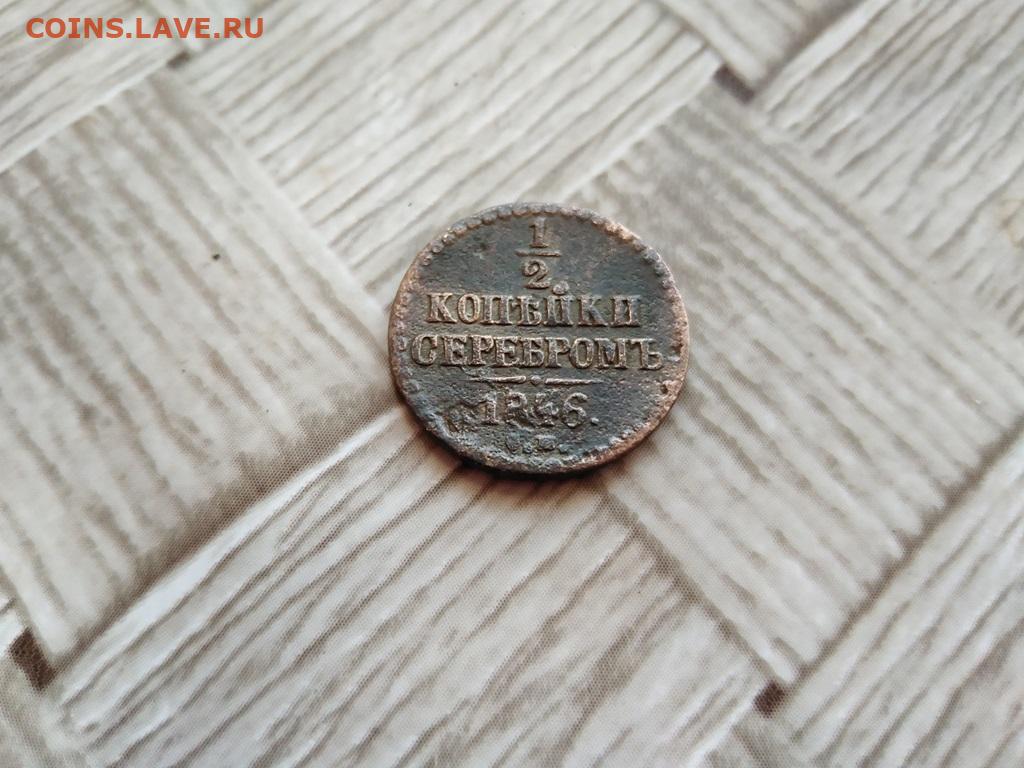 COINS.LAVE.RU
1
2
КОПѢЙКИ
СЕРЕБРОМЪ
1846.